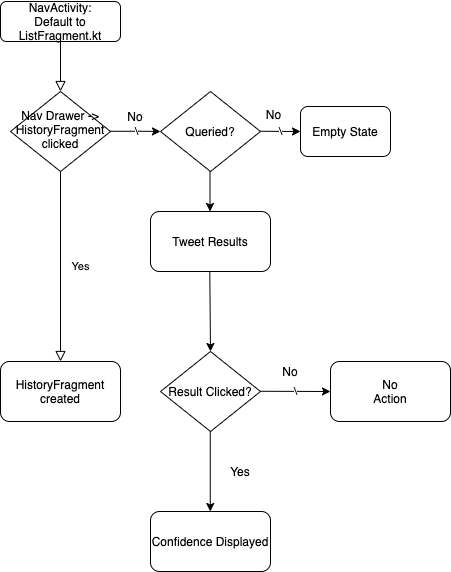 NavActivity:
Default to
ListFragment.kt
Nav Drawer ->
HistoryFragment
clicked
No
Queried?
No
Empty State
Tweet Results
Yes
HistoryFragment
created
Result Clicked?
No
No
Action
Yes
Confidence Displayed